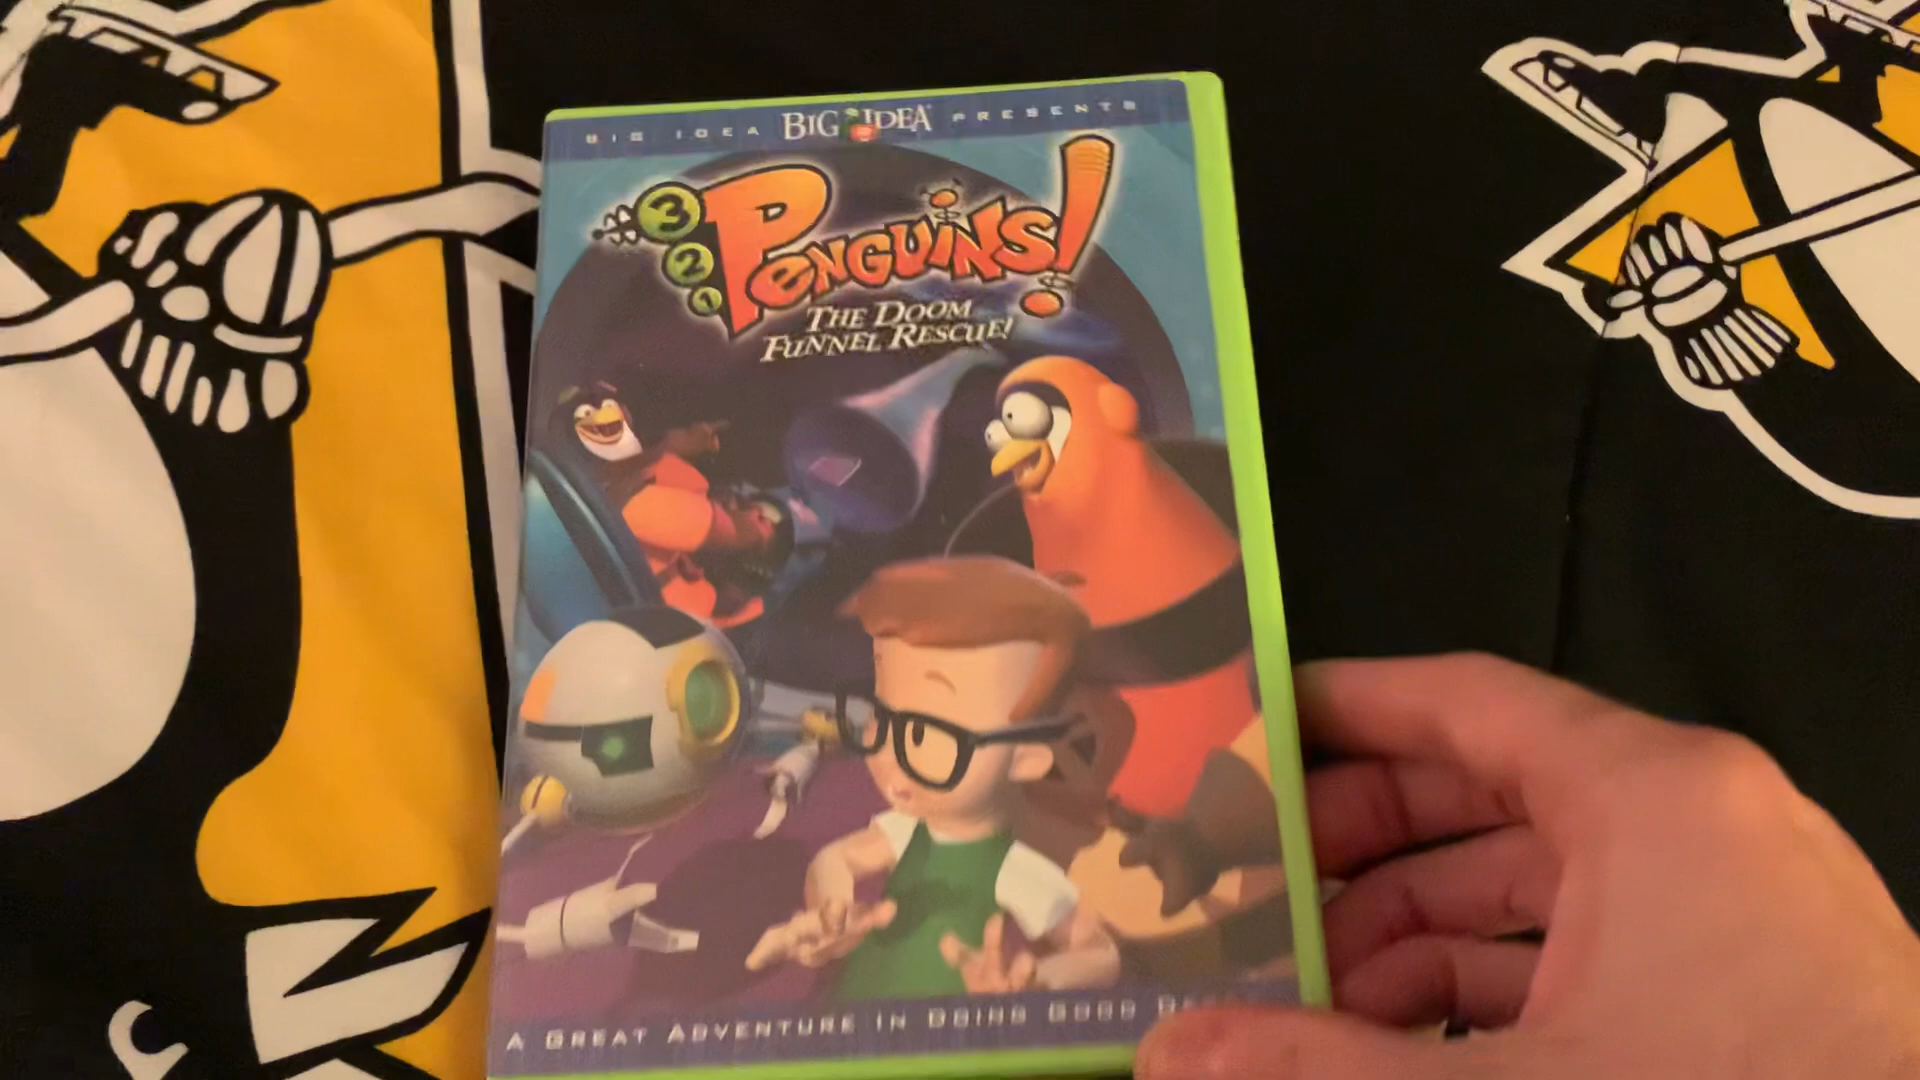 BIG IDEA BIG IDEA PRESENTS
3 2 1 PENGUINS!
THE DOOM
FUNNEL RESCUE!
A GREAT ADVENTURE IN DOING GOOD